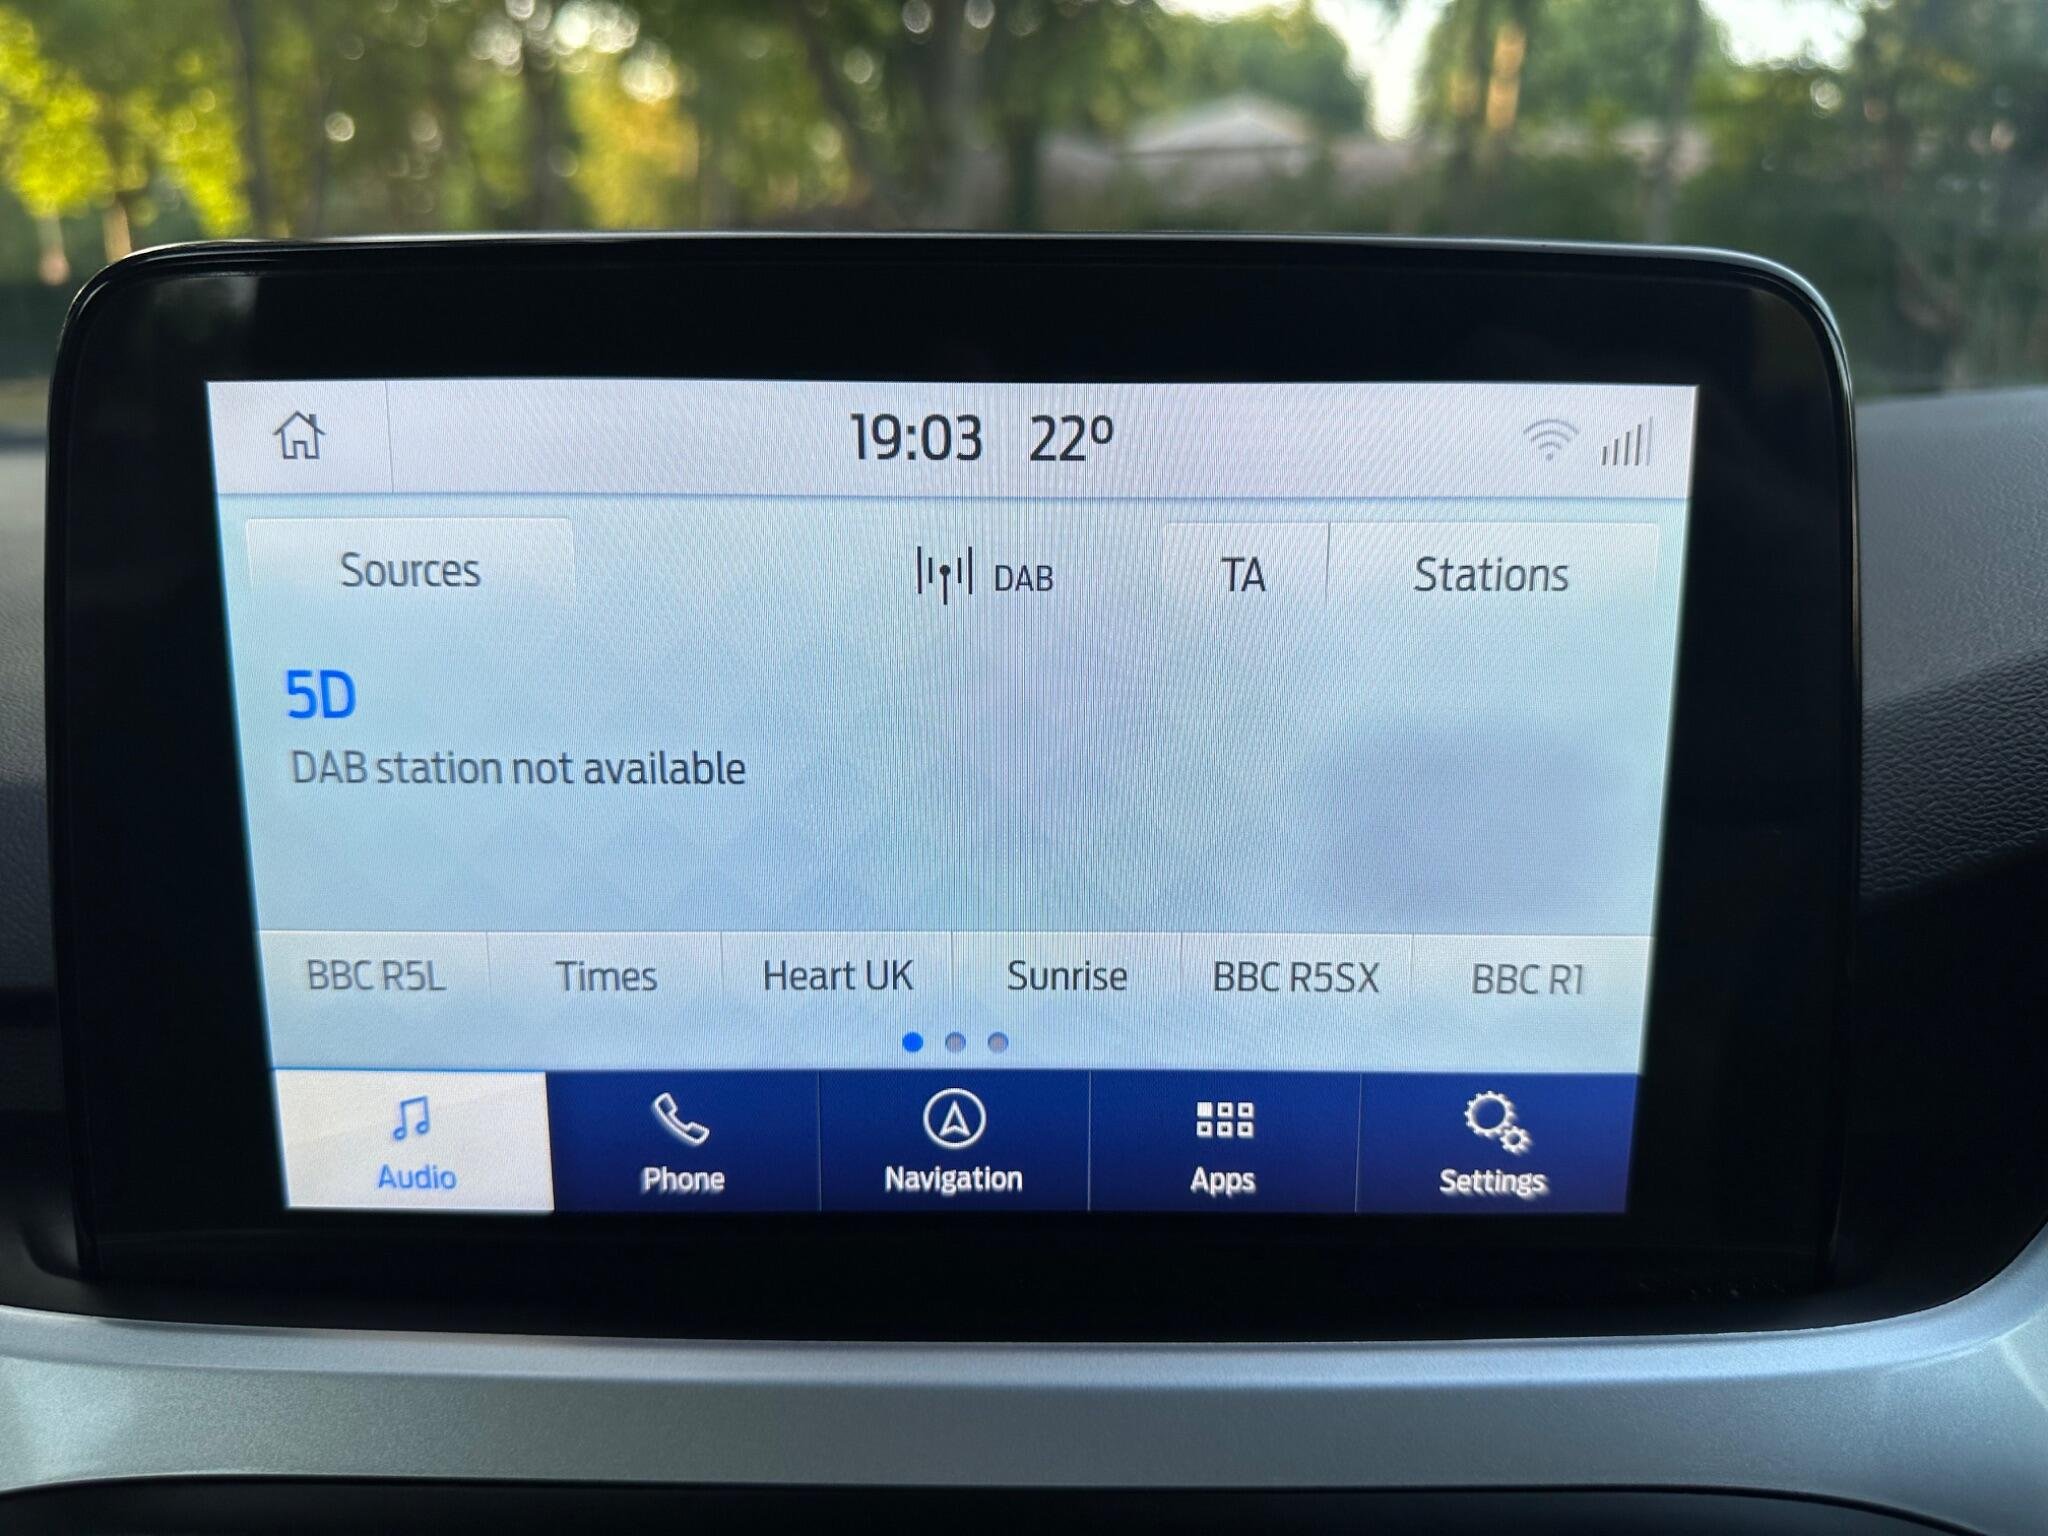 19:03 22º
Sources DAB TA Stations
5D
DAB station not available
BBC R5L Times Heart UK Sunrise BBC R5SX BBC R1
Audio Phone Navigation Apps Settings